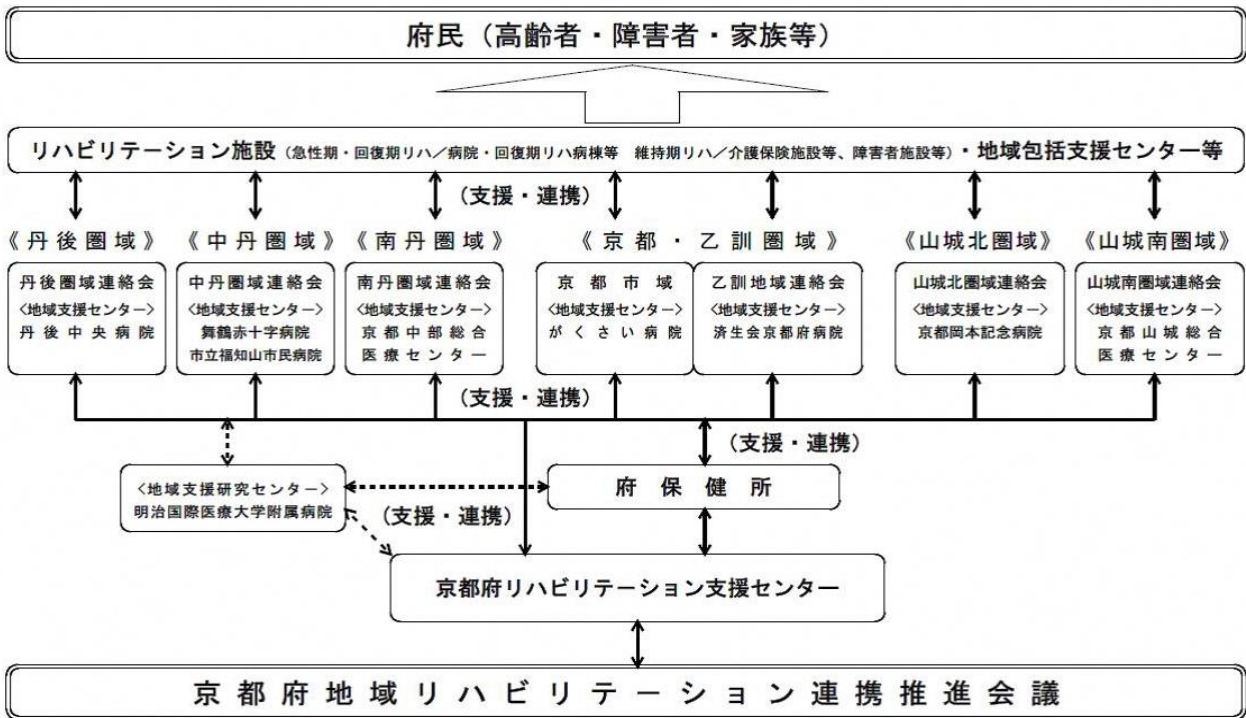 府民（高齢者・障害者・家族等）
リハビリテーション施設（急性期・回復期リハ／病院・回復期リハ病棟等　維持期リハ／介護保険施設等、障害者施設等）・地域包括支援センター等
（支援・連携）
《丹後圏域》
《中丹圏域》
《南丹圏域》
《京都・乙訓圏域》
《山城北圏域》
《山城南圏域》
丹後圏域連絡会
<地域支援センター>
丹後中央病院
中丹圏域連絡会
<地域支援センター>
舞鶴赤十字病院
市立福知山市民病院
南丹圏域連絡会
<地域支援センター>
京都中部総合
医療センター
京都市域
<地域支援センター>
がくさい病院
乙訓地域連絡会
<地域支援センター>
済生会京都府病院
山城北圏域連絡会
<地域支援センター>
京都岡本記念病院
山城南圏域連絡会
<地域支援センター>
京都山城総合
医療センター
（支援・連携）
（支援・連携）
<地域支援研究センター>
明治国際医療大学附属病院
府保健所
（支援・連携）
京都府リハビリテーション支援センター
京都府地域リハビリテーション連携推進会議